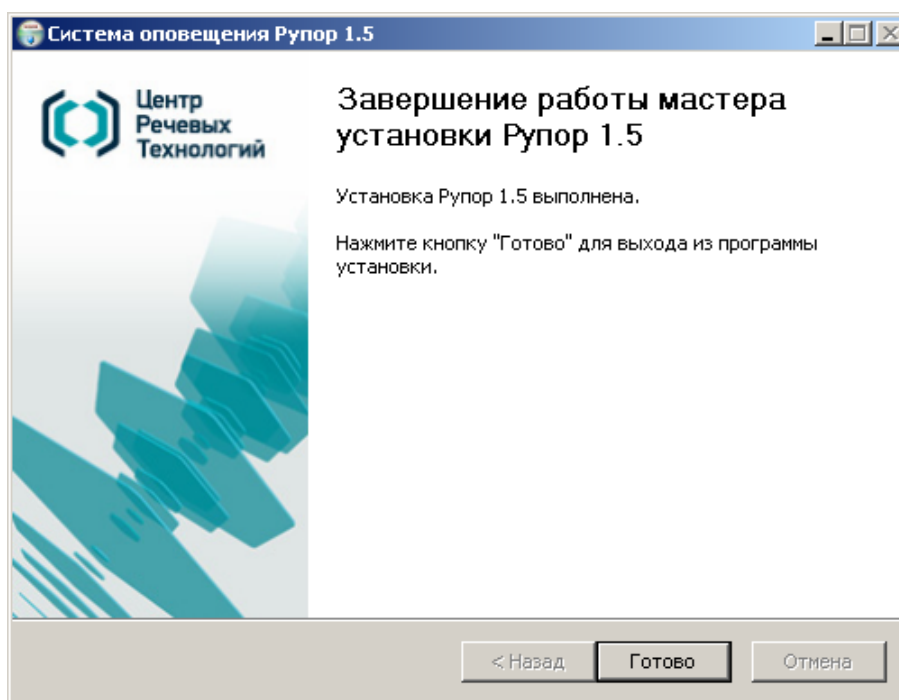 Система оповещения Рупор 1.5
Центр
Речевых
Технологий
Завершение работы мастера
установки Рупор 1.5
Установка Рупор 1.5 выполнена.
Нажмите кнопку "Готово" для выхода из программы
установки.
< Назад
Готово
Отмена